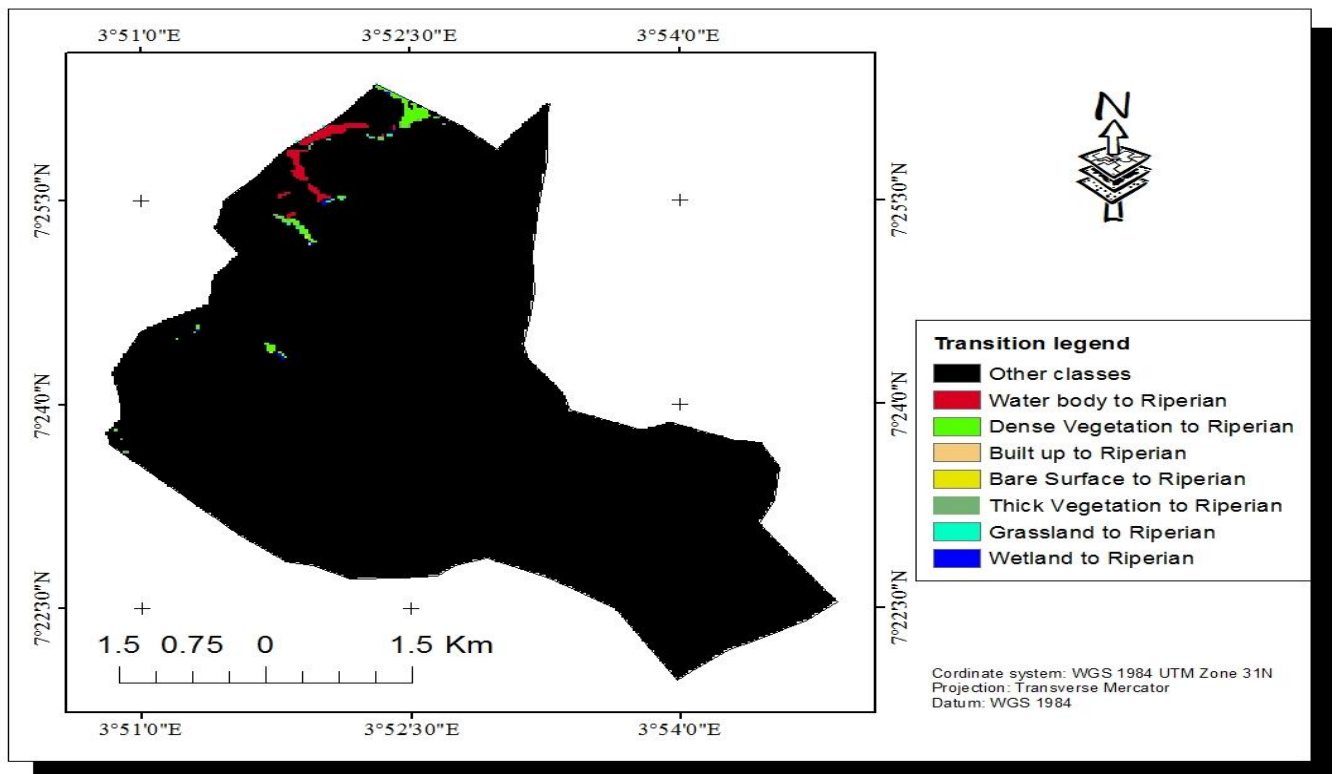 3°51'0"E 3°52'30"E 3°54'0"E
N
7°25'30"N 7°25'30"N
7°24'0"N 7°24'0"N
7°22'30"N 7°22'30"N
Transition legend
Other classes
Water body to Riperian
Dense Vegetation to Riperian
Built up to Riperian
Bare Surface to Riperian
Thick Vegetation to Riperian
Grassland to Riperian
Wetland to Riperian
1.5 0.75 0 1.5 Km
Cordinate system: WGS 1984 UTM Zone 31N
Projection: Transverse Mercator
Datum: WGS 1984
3°51'0"E 3°52'30"E 3°54'0"E